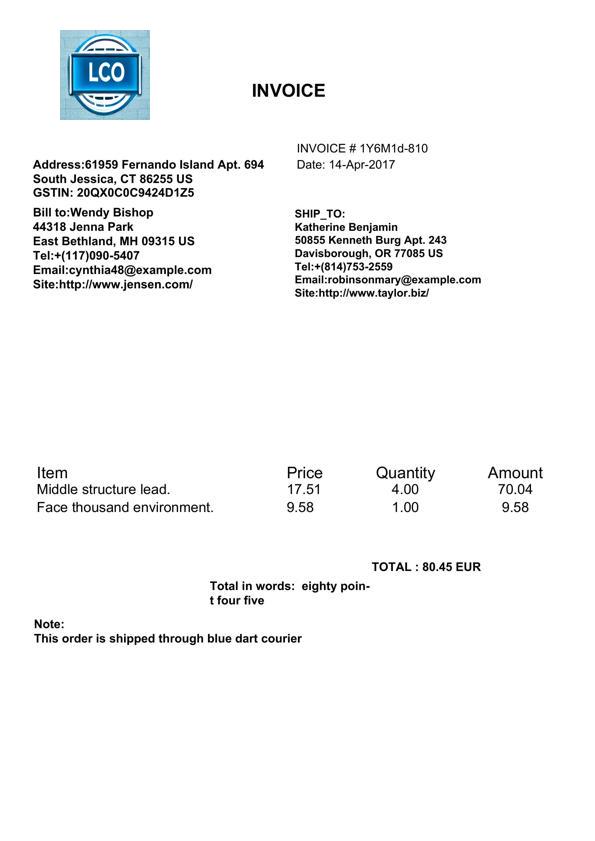 LCO
INVOICE
INVOICE # 1Y6M1d-810
Date: 14-Apr-2017
Address:61959 Fernando Island Apt. 694
South Jessica, CT 86255 US
GSTIN: 20QX0C0C9424D1Z5
Bill to:Wendy Bishop
44318 Jenna Park
East Bethland, MH 09315 US
Tel:+(117)090-5407
Email:cynthia48@example.com
Site:http://www.jensen.com/
SHIP_TO:
Katherine Benjamin
50855 Kenneth Burg Apt. 243
Davisborough, OR 77085 US
Tel:+(814)753-2559
Email:robinsonmary@example.com
Site:http://www.taylor.biz/
Item Price Quantity Amount
Middle structure lead. 17.51 4.00 70.04
Face thousand environment. 9.58 1.00 9.58
TOTAL : 80.45 EUR
Total in words: eighty poin-
t four five
Note:
This order is shipped through blue dart courier